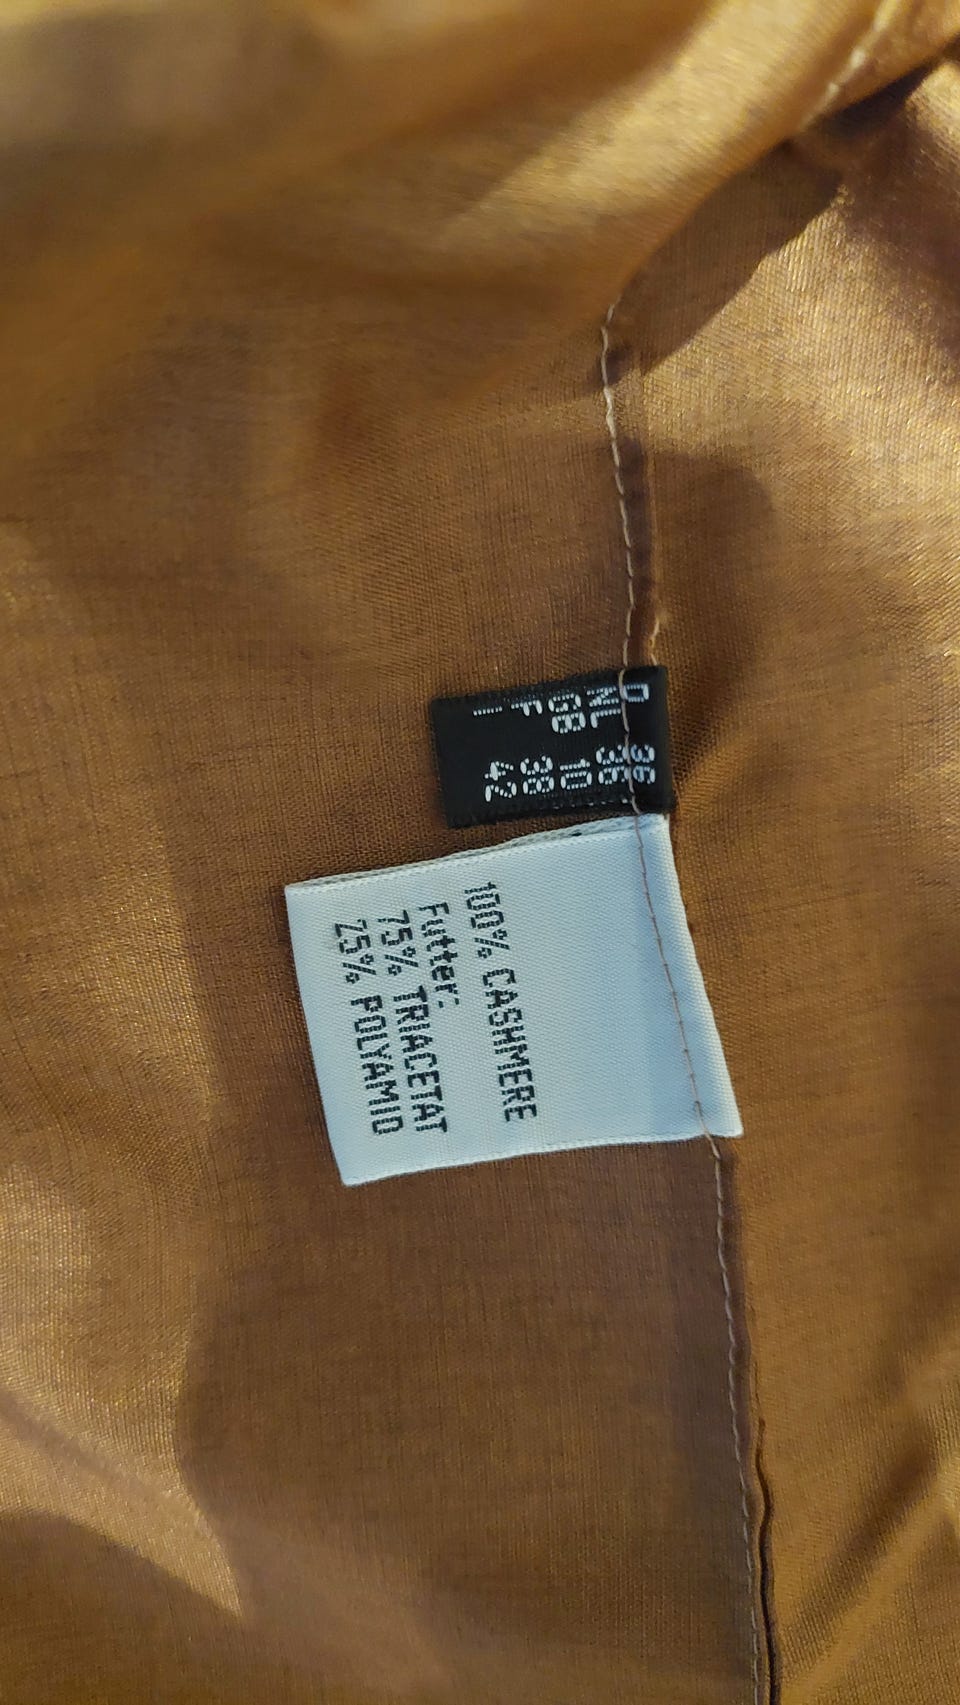 D 36
NL 36
GB 10
F 38
I 42
100% CASHMERE
Futter:
75% TRIACETAT
25% POLYAMID